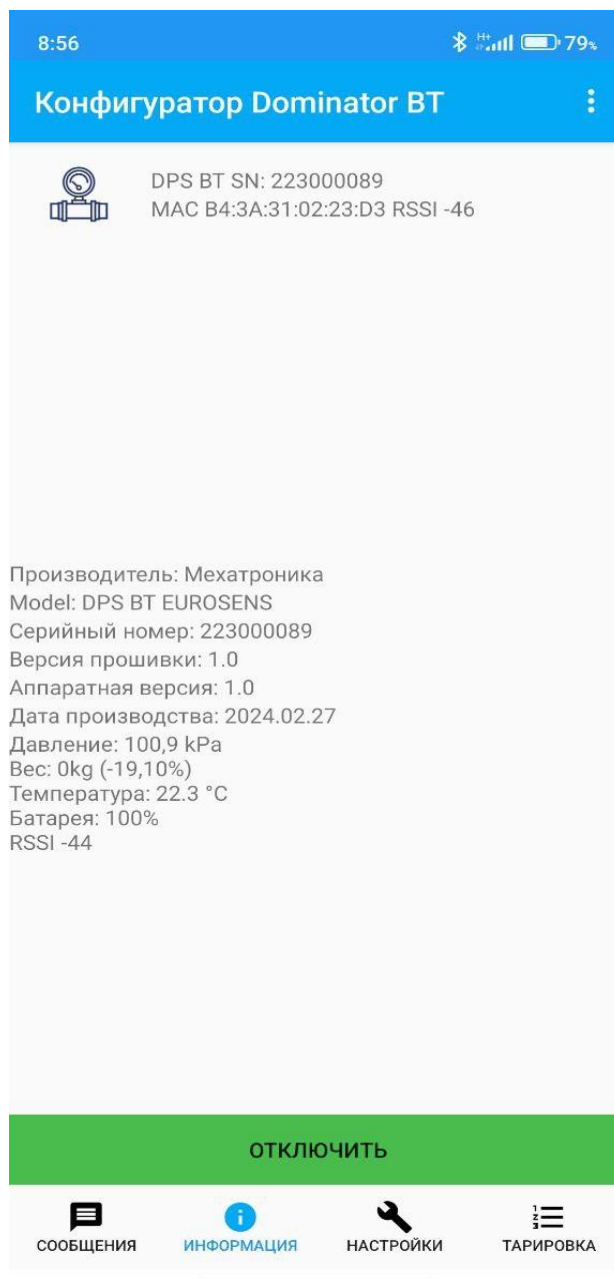 8:56
H+ 79%
Конфигуратор Dominator BT
DPS BT SN: 223000089
MAC B4:3A:31:02:23:D3 RSSI -46
Производитель: Мехатроника
Model: DPS BT EUROSENS
Серийный номер: 223000089
Версия прошивки: 1.0
Аппаратная версия: 1.0
Дата производства: 2024.02.27
Давление: 100,9 kPa
Вес: 0kg (-19,10%)
Температура: 22.3 °C
Батарея: 100%
RSSI -44
ОТКЛЮЧИТЬ
СООБЩЕНИЯ ИНФОРМАЦИЯ НАСТРОЙКИ ТАРИРОВКА